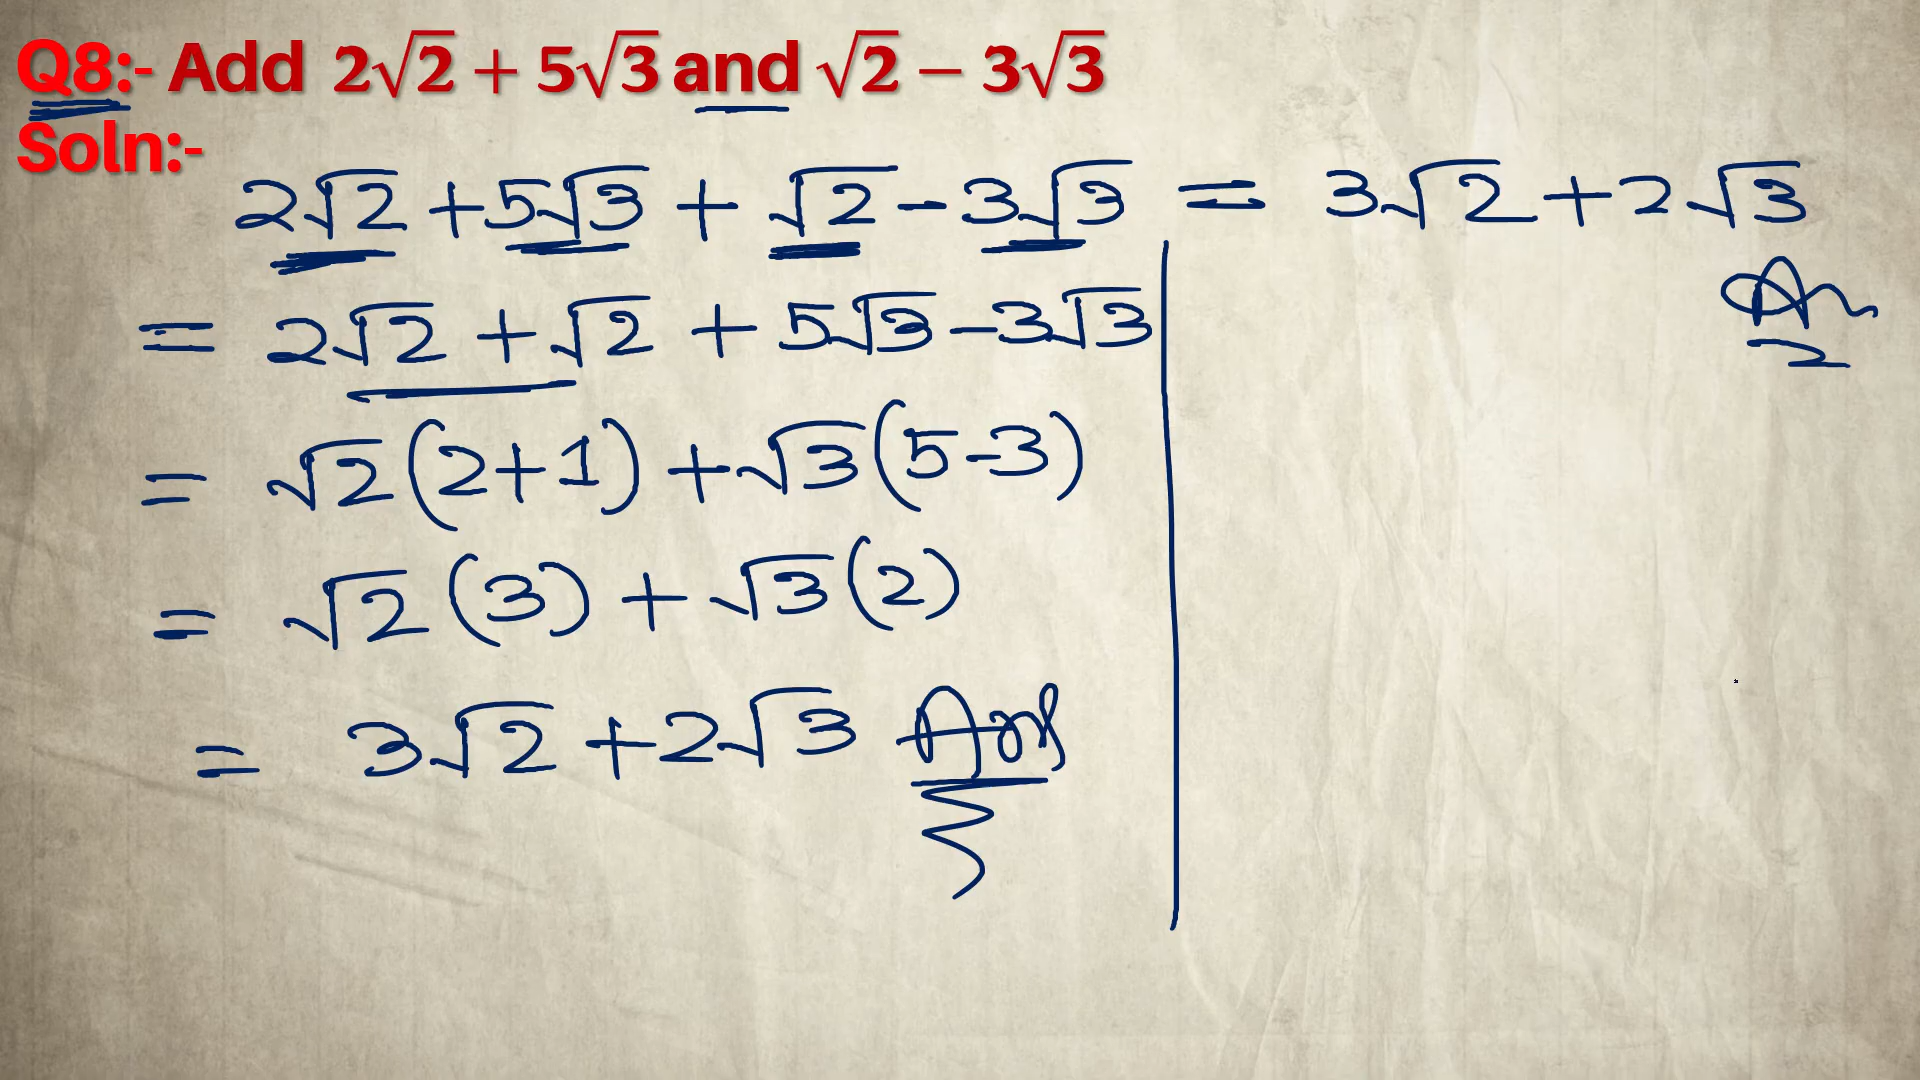 Q8:- Add 2√2 + 5√3 and √2 − 3√3
Soln:-
2√2 + 5√3 + √2 − 3√3 = 3√2 + 2√3
= 2√2 + √2 + 5√3 − 3√3
= √2(2+1) + √3(5−3)
= √2(3) + √3(2)
= 3√2 + 2√3 Ans